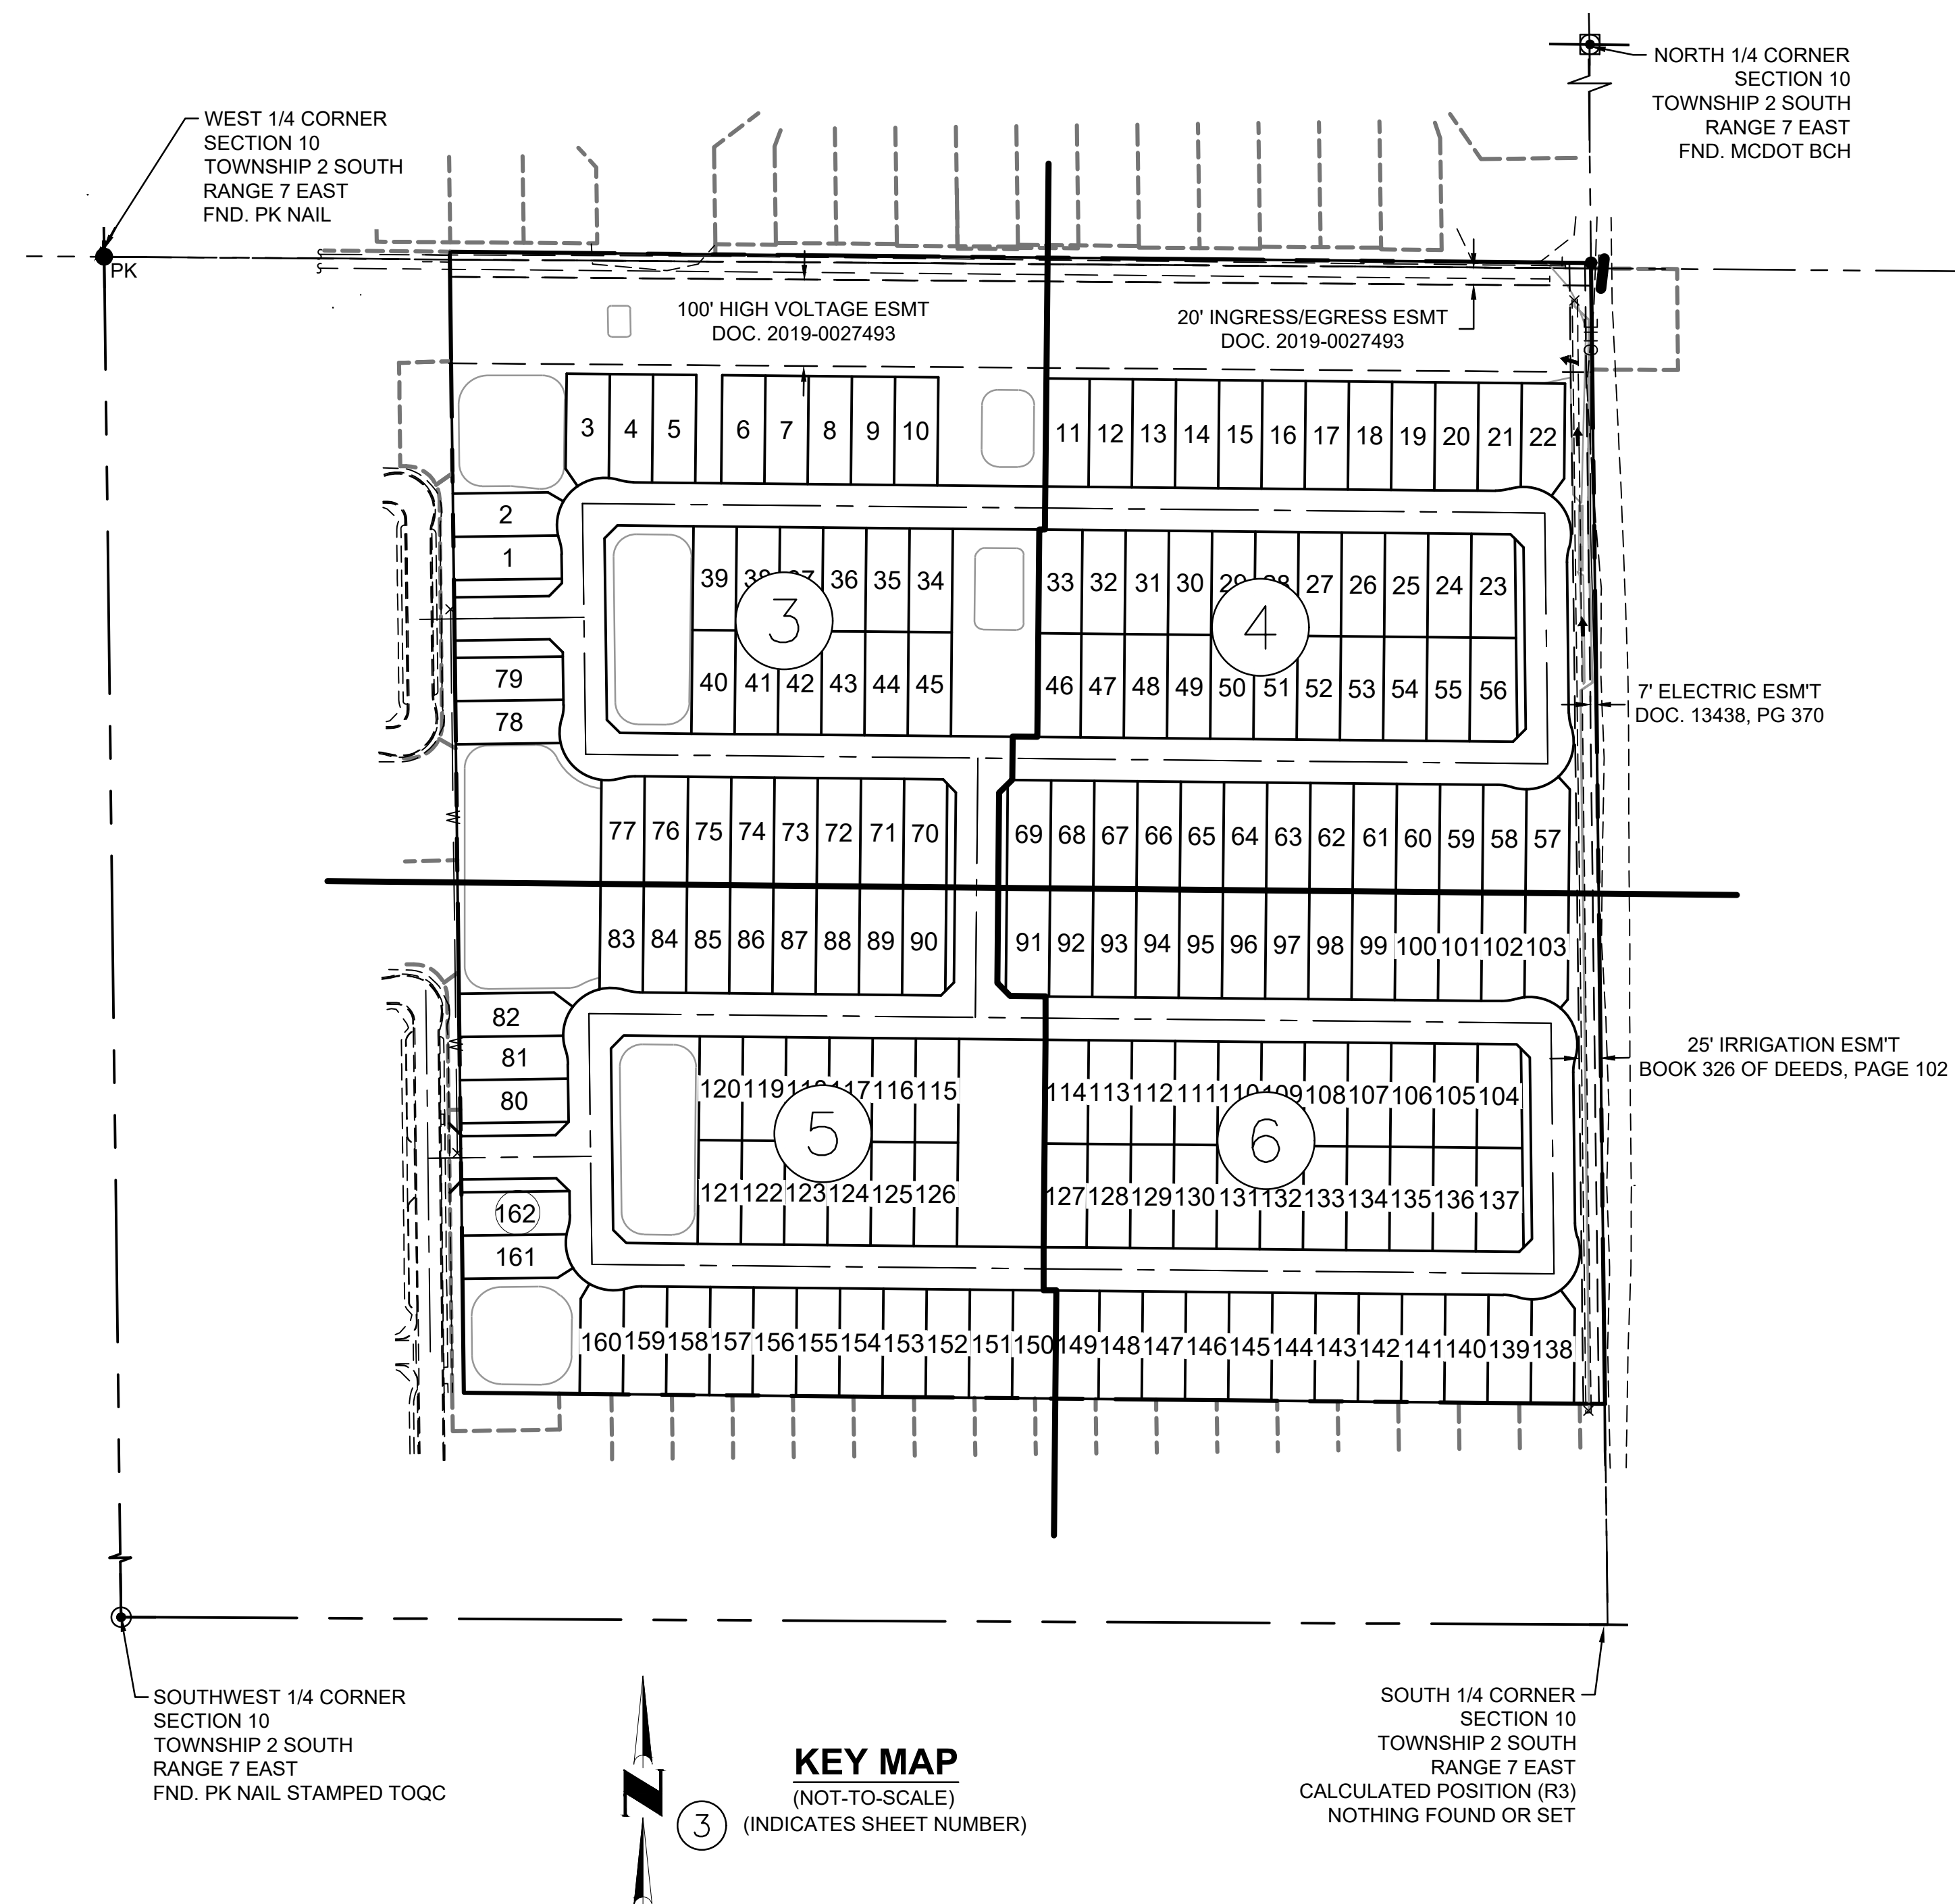 NORTH 1/4 CORNER
SECTION 10
TOWNSHIP 2 SOUTH
RANGE 7 EAST
FND. MCDOT BCH
WEST 1/4 CORNER
SECTION 10
TOWNSHIP 2 SOUTH
RANGE 7 EAST
FND. PK NAIL
PK
100' HIGH VOLTAGE ESMT
DOC. 2019-0027493
20' INGRESS/EGRESS ESMT
DOC. 2019-0027493
OHE
3 4 5 6 7 8 9 10 11 12 13 14 15 16 17 18 19 20 21 22
2
1
39 38 37 36 35 34 33 32 31 30 29 28 27 26 25 24 23
3 4
79
40 41 42 43 44 45 46 47 48 49 50 51 52 53 54 55 56
78
7' ELECTRIC ESM'T
DOC. 13438, PG 370
77 76 75 74 73 72 71 70 69 68 67 66 65 64 63 62 61 60 59 58 57
W
83 84 85 86 87 88 89 90 91 92 93 94 95 96 97 98 99 100 101 102 103
82
W
81
80
25' IRRIGATION ESM'T
BOOK 326 OF DEEDS, PAGE 102
120 119 118 117 116 115 114 113 112 111 110 109 108 107 106 105 104
5 6
121 122 123 124 125 126 127 128 129 130 131 132 133 134 135 136 137
162
161
160 159 158 157 156 155 154 153 152 151 150 149 148 147 146 145 144 143 142 141 140 139 138
SOUTHWEST 1/4 CORNER
SECTION 10
TOWNSHIP 2 SOUTH
RANGE 7 EAST
FND. PK NAIL STAMPED TOQC
SOUTH 1/4 CORNER
SECTION 10
TOWNSHIP 2 SOUTH
RANGE 7 EAST
CALCULATED POSITION (R3)
NOTHING FOUND OR SET
N
KEY MAP
(NOT-TO-SCALE)
3 (INDICATES SHEET NUMBER)